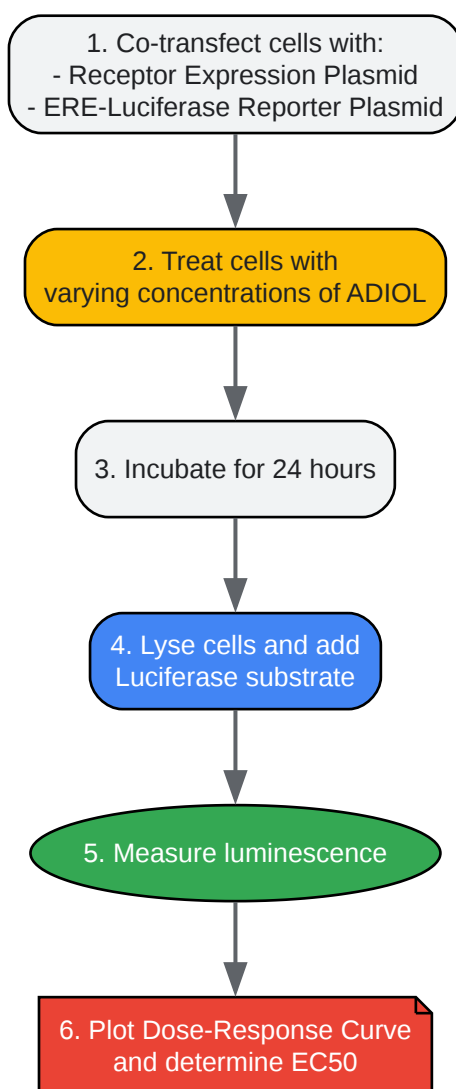 1. Co-transfect cells with:
- Receptor Expression Plasmid
- ERE-Luciferase Reporter Plasmid
2. Treat cells with
varying concentrations of ADIOL
3. Incubate for 24 hours
4. Lyse cells and add
Luciferase substrate
5. Measure luminescence
6. Plot Dose-Response Curve
and determine EC50